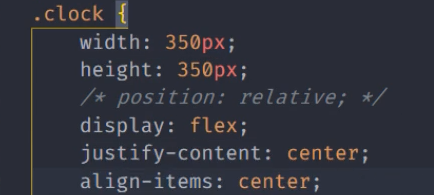 .clock {
width: 350px;
height: 350px;
/* position: relative; */
display: flex;
justify-content: center;
align-items: center;